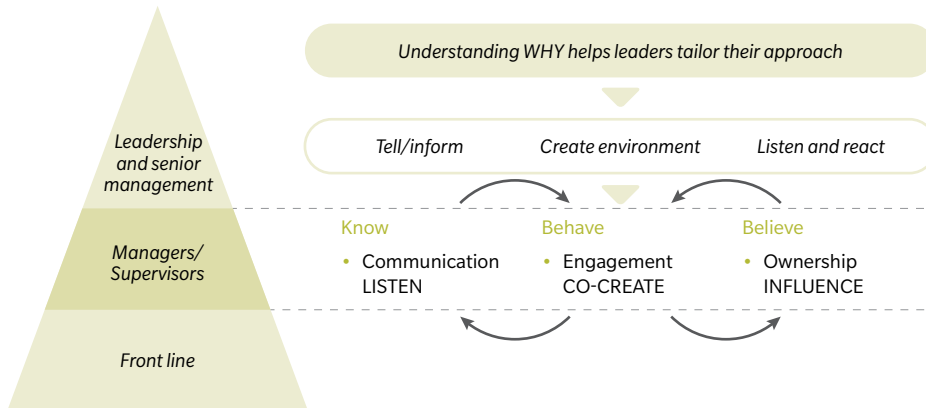 Understanding WHY helps leaders tailor their approach
Tell/inform
Create environment
Listen and react
Leadership
and senior
management
Know
Behave
Believe
Managers/
Supervisors
• Communication
LISTEN
• Engagement
CO-CREATE
• Ownership
INFLUENCE
Front line